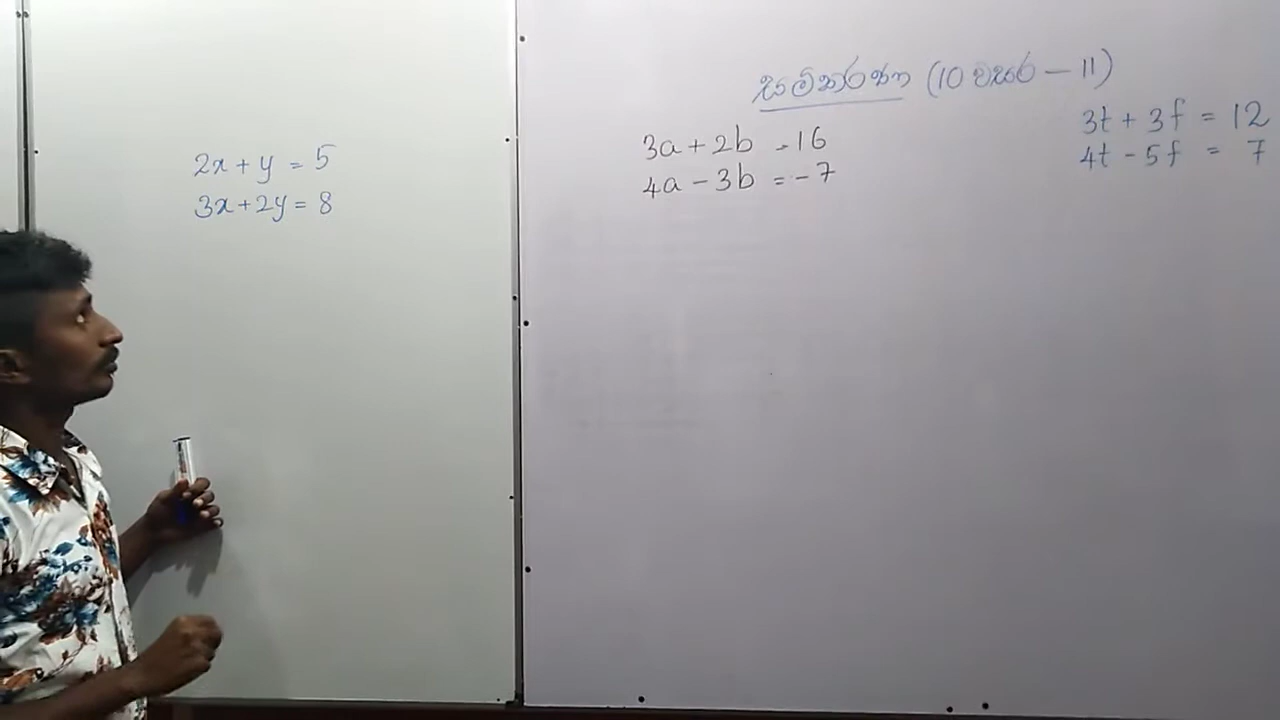 සමීකරණ (10 වසර - 11)
2x + y = 5
3x + 2y = 8
3a + 2b - 16
4a - 3b = - 7
3t + 3f = 12
4t - 5f = 7